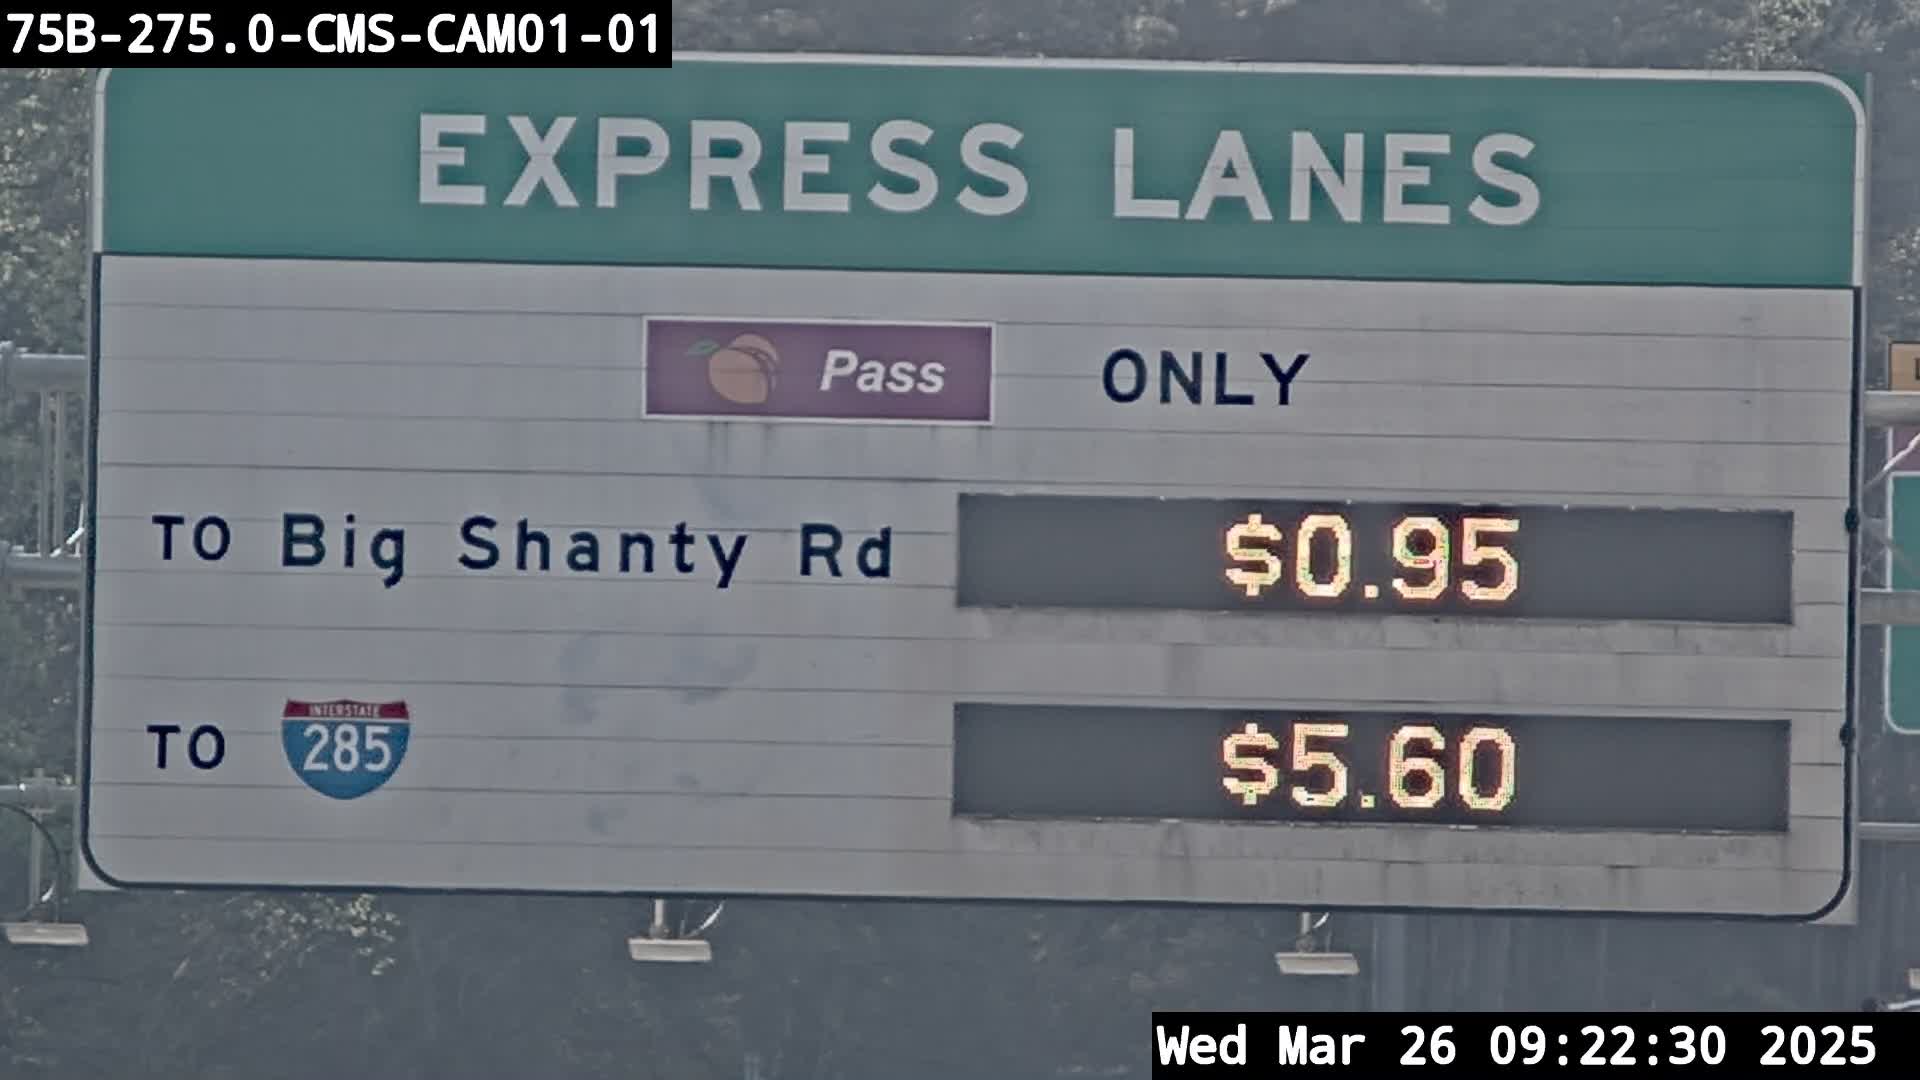 75B-275.0-CMS-CAM01-01
EXPRESS LANES
Pass ONLY
TO Big Shanty Rd $0.95
TO INTERSTATE 285 $5.60
Wed Mar 26 09:22:30 2025